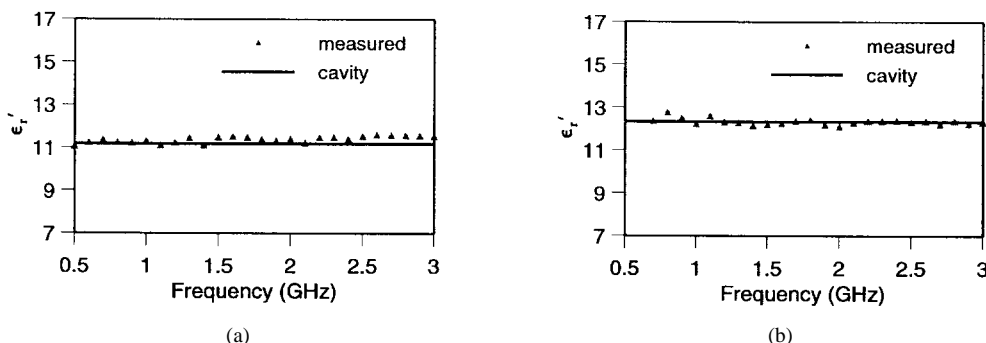 17
15
13
11
9
7
ϵr'
measured
cavity
0.5 1 1.5 2 2.5 3
Frequency (GHz)
(a)
17
15
13
11
9
7
ϵr'
measured
cavity
0.5 1 1.5 2 2.5 3
Frequency (GHz)
(b)